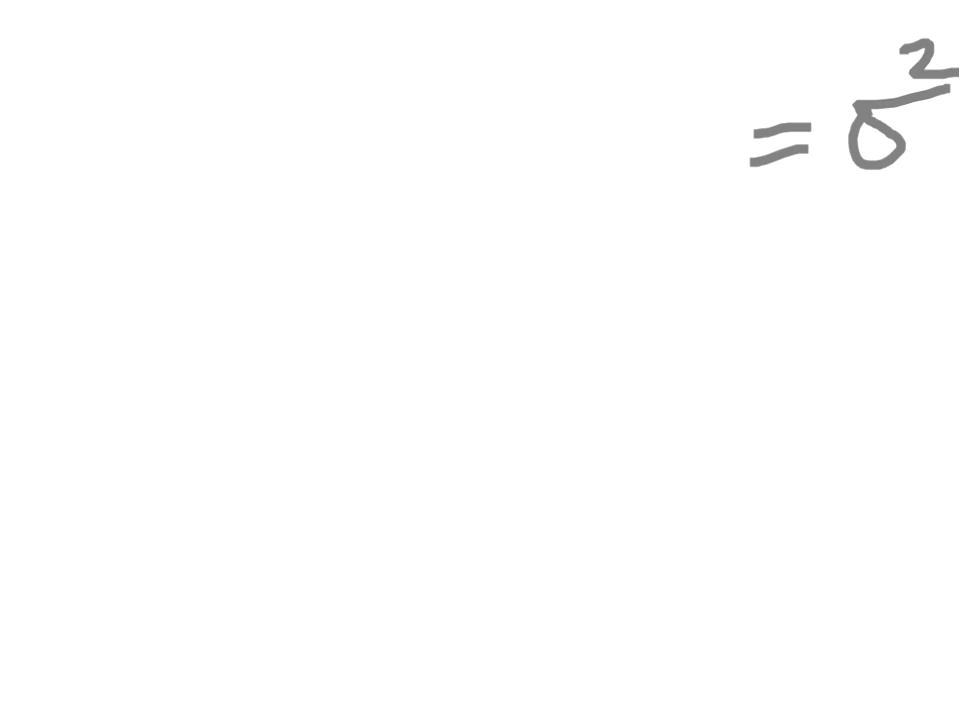 = σ²